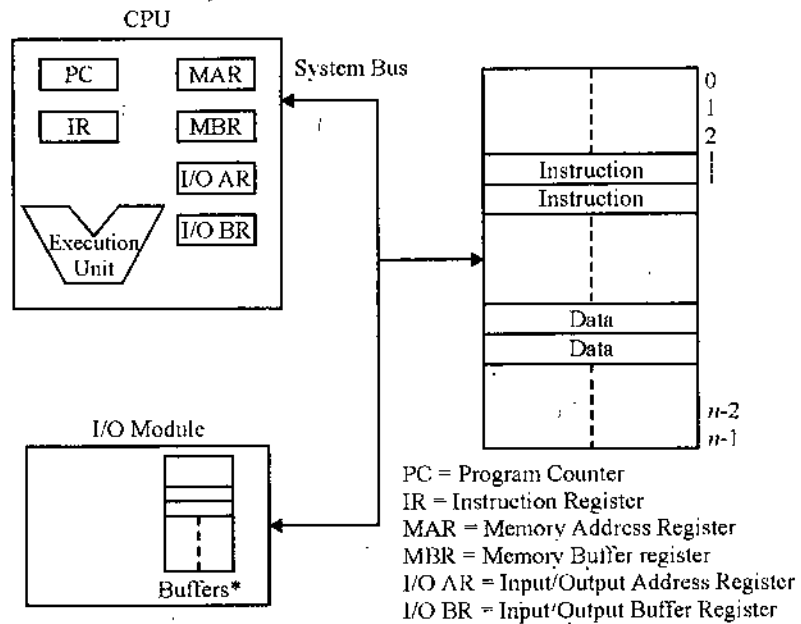 CPU
PC
MAR
IR
MBR
I/O AR
I/O BR
Execution
Unit
System Bus
0
1
2
Instruction
Instruction
Data
Data
n-2
n-1
I/O Module
Buffers*
PC = Program Counter
IR = Instruction Register
MAR = Memory Address Register
MBR = Memory Buffer register
I/O AR = Input/Output Address Register
I/O BR = Input/Output Buffer Register